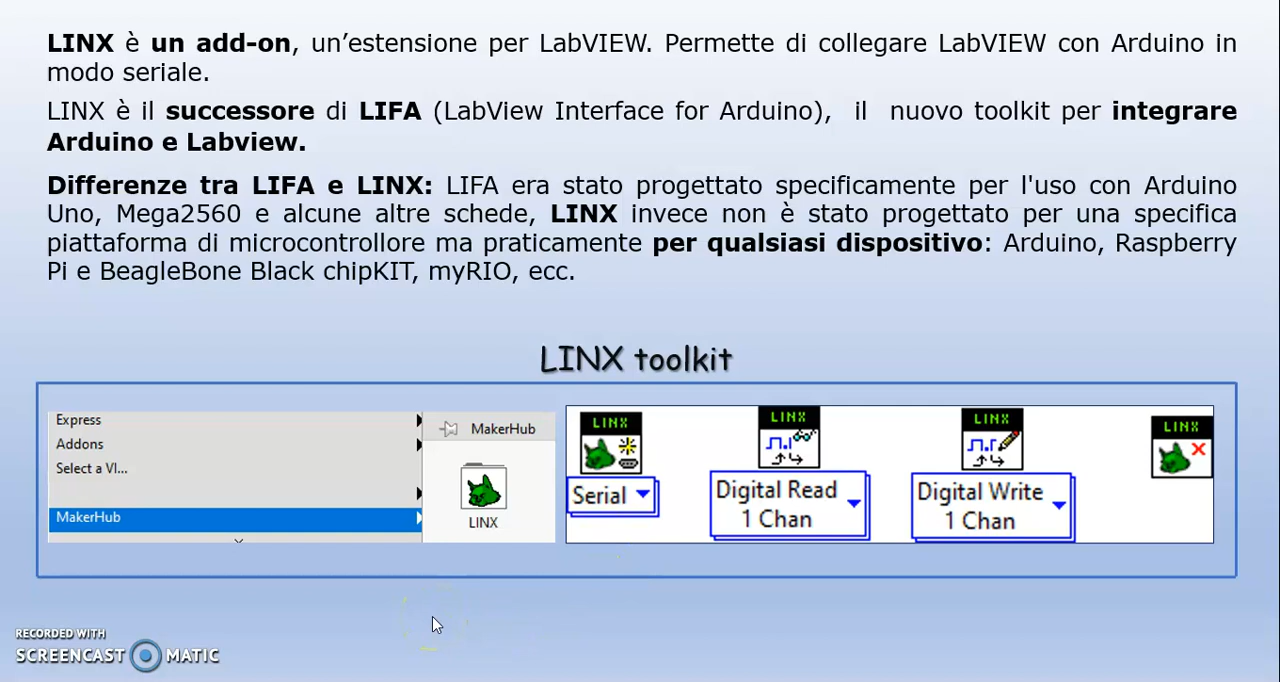 LINX è un add-on, un’estensione per LabVIEW. Permette di collegare LabVIEW con Arduino in
modo seriale.
LINX è il successore di LIFA (LabView Interface for Arduino), il nuovo toolkit per integrare
Arduino e Labview.
Differenze tra LIFA e LINX: LIFA era stato progettato specificamente per l'uso con Arduino
Uno, Mega2560 e alcune altre schede, LINX invece non è stato progettato per una specifica
piattaforma di microcontrollore ma praticamente per qualsiasi dispositivo: Arduino, Raspberry
Pi e BeagleBone Black chipKIT, myRIO, ecc.
LINX toolkit
Express
Addons
Select a VI...
MakerHub
MakerHub
LINX
LINX
Serial
LINX
Digital Read
1 Chan
LINX
Digital Write
1 Chan
LINX
RECORDED WITH
SCREENCAST MATIC